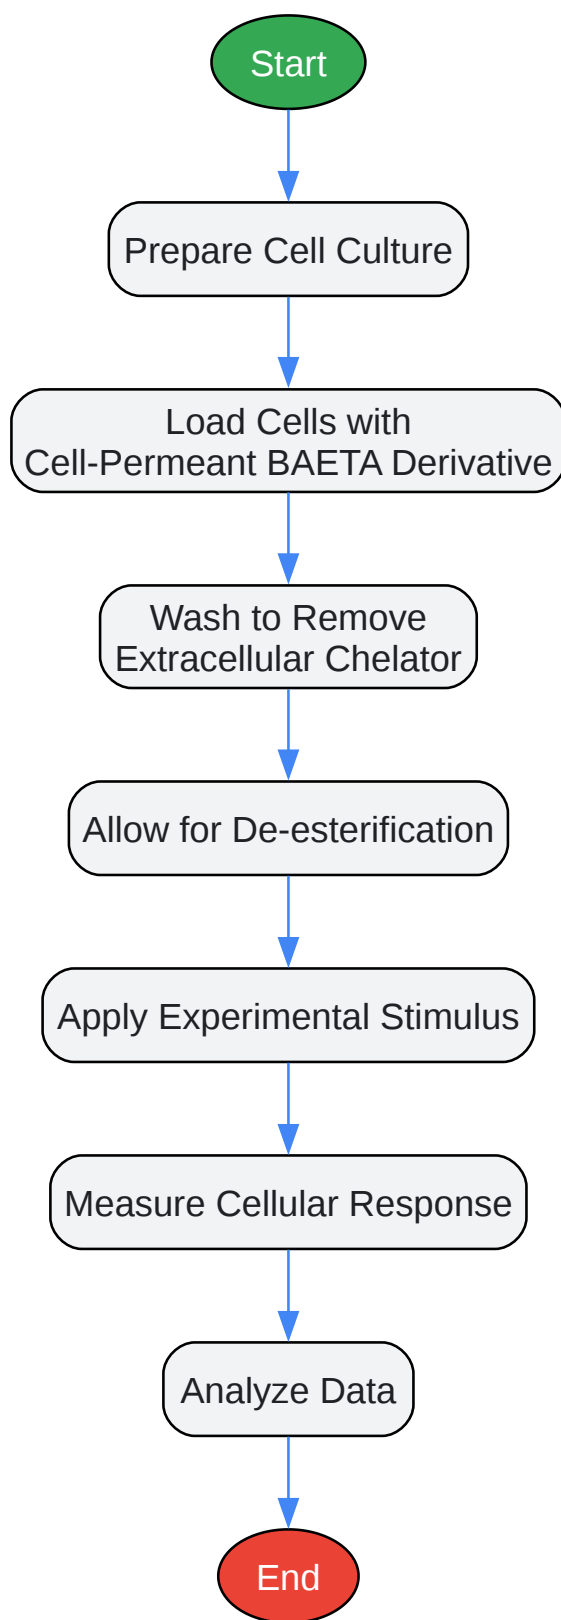 Start
Prepare Cell Culture
Load Cells with
Cell-Permeant BAETA Derivative
Wash to Remove
Extracellular Chelator
Allow for De-esterification
Apply Experimental Stimulus
Measure Cellular Response
Analyze Data
End